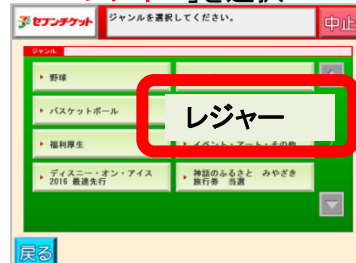 」を選択
セブンチケット
ジャンルを選択してください。
中止
ジャンル
野球
バスケットボール
レジャー
福利厚生
イベント・アート・その他
ディズニー・オン・アイス
2016 最速先行
神話のふるさと みやざき
旅行券 当選
戻る